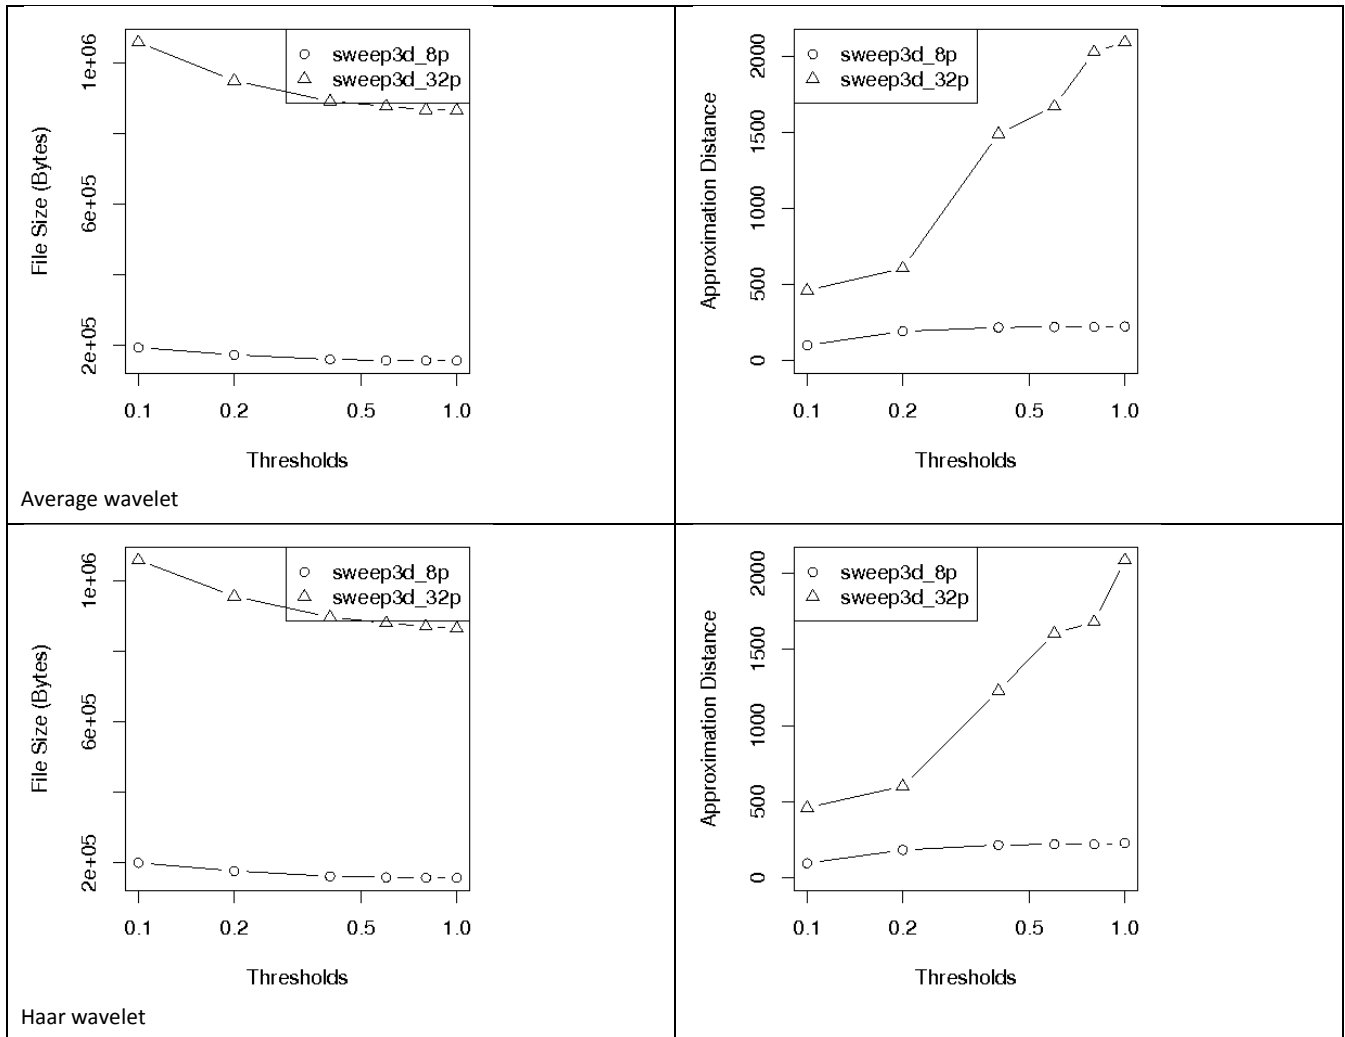 sweep3d_8p
sweep3d_32p
File Size (Bytes)
1e+06
6e+05
2e+05
0.1 0.2 0.5 1.0
Thresholds
sweep3d_8p
sweep3d_32p
Approximation Distance
2000
1500
1000
500
0
0.1 0.2 0.5 1.0
Thresholds
Average wavelet
sweep3d_8p
sweep3d_32p
File Size (Bytes)
1e+06
6e+05
2e+05
0.1 0.2 0.5 1.0
Thresholds
sweep3d_8p
sweep3d_32p
Approximation Distance
2000
1500
1000
500
0
0.1 0.2 0.5 1.0
Thresholds
Haar wavelet